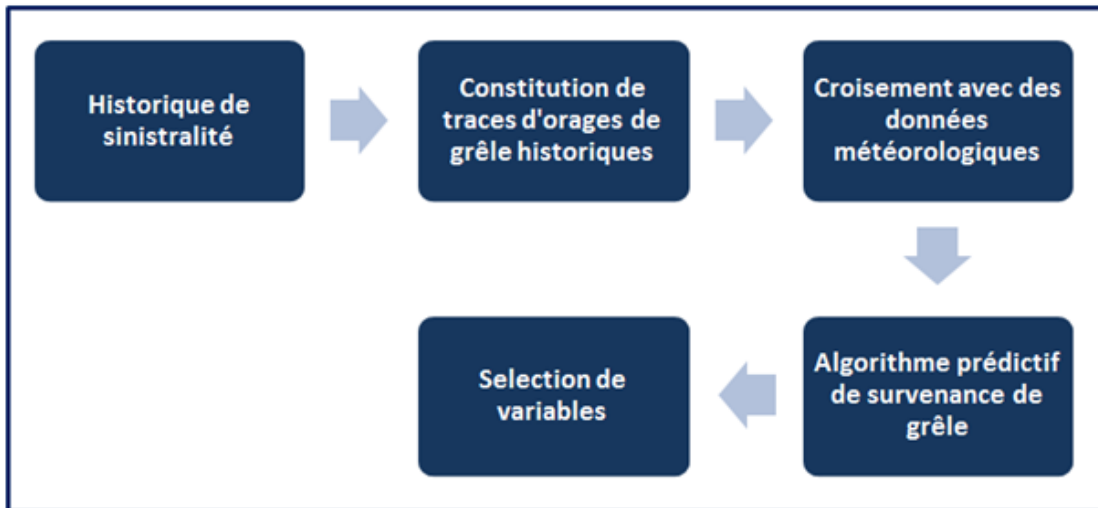 Historique de
sinistralité
Constitution de
traces d'orages de
grêle historiques
Croisement avec des
données
météorologiques
Algorithme prédictif
de survenance de
grêle
Selection de
variables